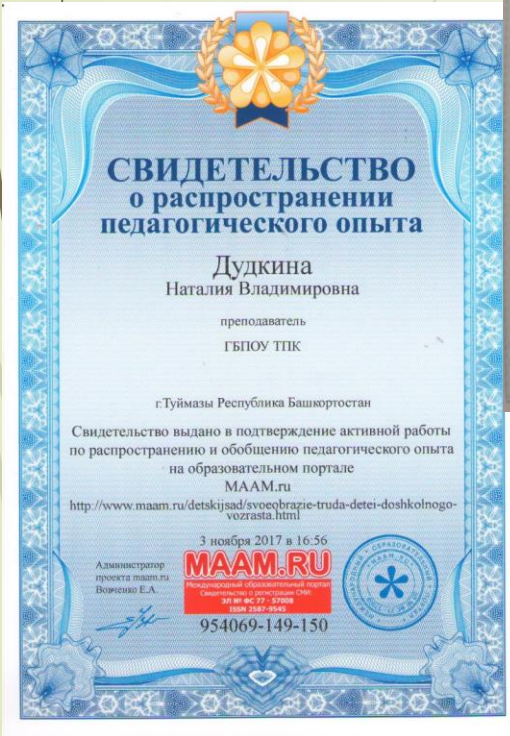 СВИДЕТЕЛЬСТВО
о распространении
педагогического опыта
Дудкина
Наталия Владимировна
преподаватель
ГБПОУ ТПК
г.Туймазы Республика Башкортостан
Свидетельство выдано в подтверждение активной работы
по распространению и обобщению педагогического опыта
на образовательном портале
MAAM.ru
http://www.maam.ru/detskijsad/svoeobrazie-truda-detei-doshkolnogo-
vozrasta.html
3 ноября 2017 в 16:56
Администратор
проекта maam.ru
Вовченко Е.А.
MAAM.RU
Международный образовательный портал
Свидетельство о регистрации СМИ:
ЭЛ № ФС 77 - 57008
ISSN 2587-9545
954069-149-150